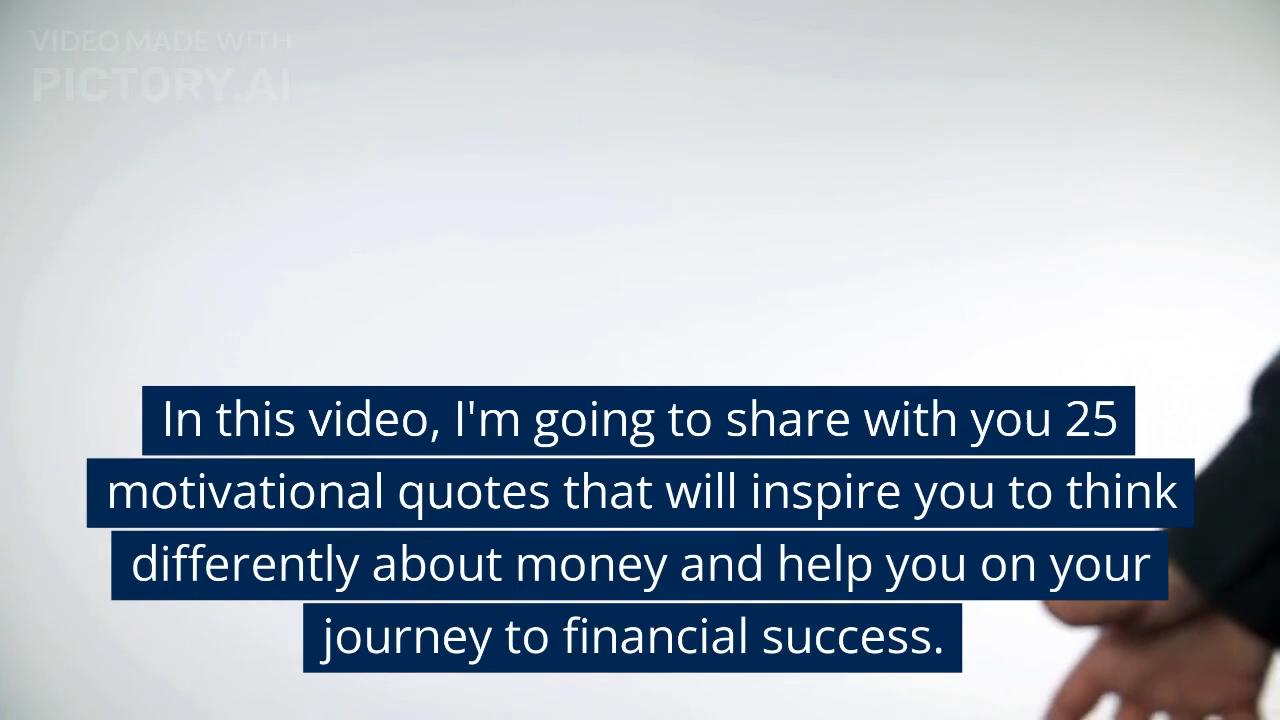 VIDEO MADE WITH
PICTORY.AI
In this video, I'm going to share with you 25
motivational quotes that will inspire you to think
differently about money and help you on your
journey to financial success.